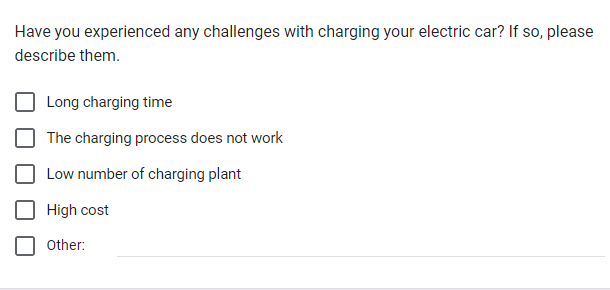 Have you experienced any challenges with charging your electric car? If so, please
describe them.
Long charging time
The charging process does not work
Low number of charging plant
High cost
Other: